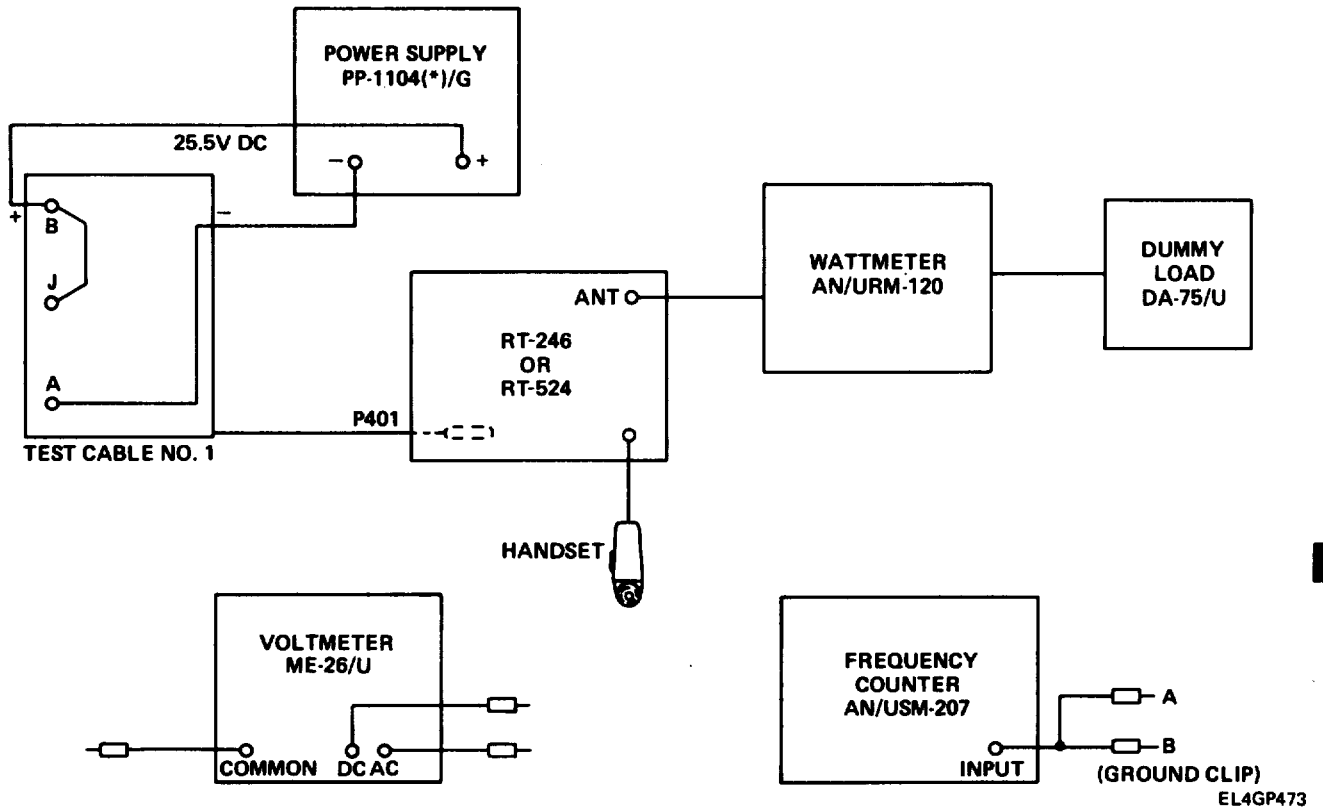 POWER SUPPLY
PP-1104(*)/G
25.5V DC
−
+
+
B
−
J
A
TEST CABLE NO. 1
P401
ANT
RT-246
OR
RT-524
WATTMETER
AN/URM-120
DUMMY
LOAD
DA-75/U
HANDSET
VOLTMETER
ME-26/U
COMMON
DC
AC
FREQUENCY
COUNTER
AN/USM-207
INPUT
A
B
(GROUND CLIP)
EL4GP473